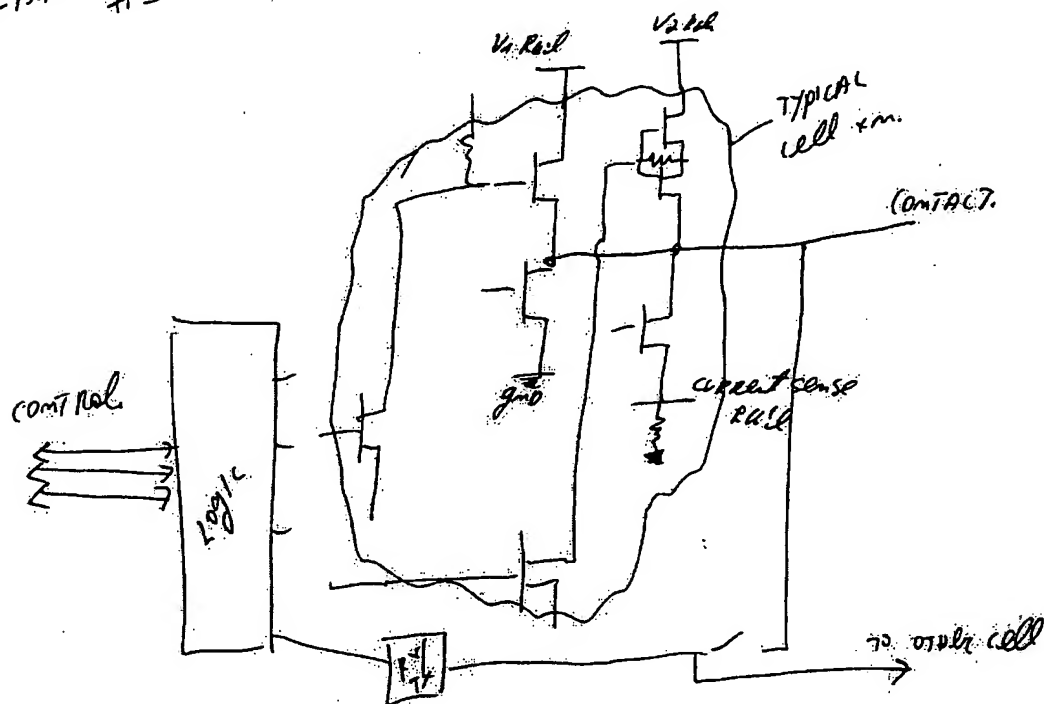 V1 Rail
V2 Rail
TYPICAL
cell
CONTACT.
CONTROL
LOGIC
gnd
current sense
RAIL
TO OTHER cell